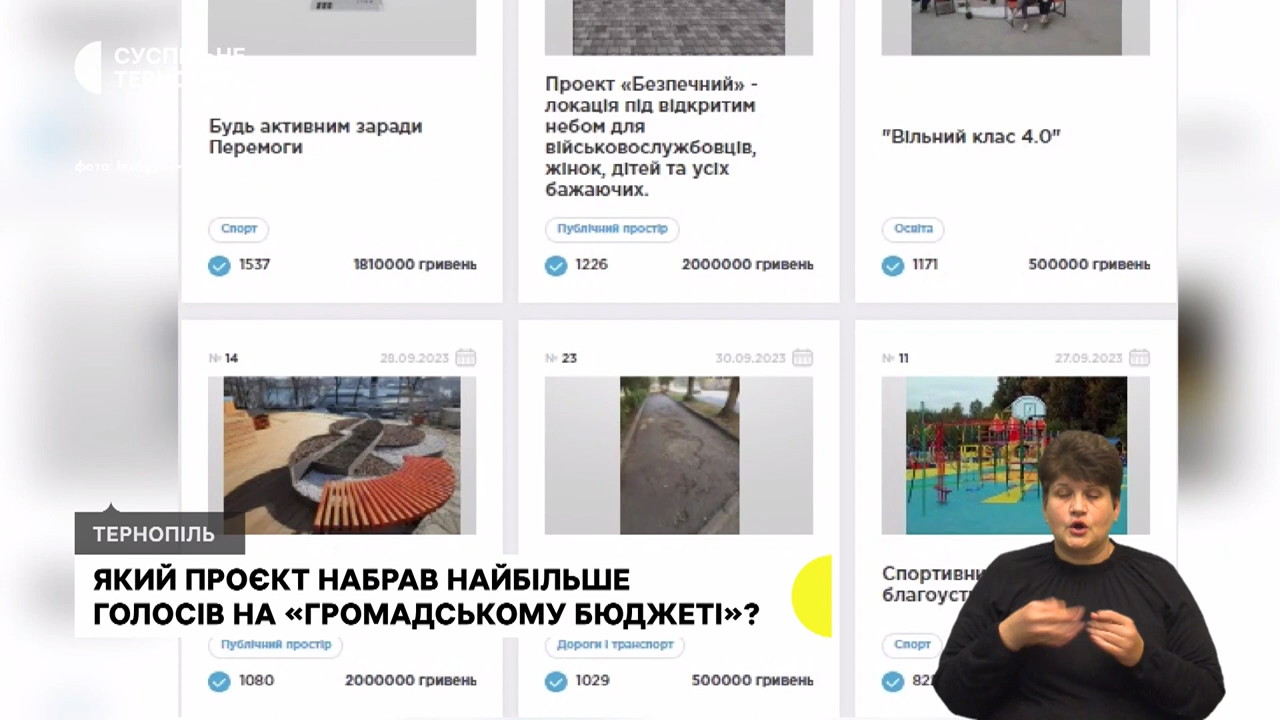 СУСПІЛЬНЕ
ТЕРНОПІЛЬ
фото:
Будь активним заради
Перемоги
Спорт
1537
1810000 гривень
Проект «Безпечний» -
локація під відкритим
небом для
військовослужбовців,
жінок, дітей та усіх
бажаючих.
Публічний простір
1226
2000000 гривень
"Вільний клас 4.0"
Освіта
1171
500000 гривень
№ 14
28.09.2023
№ 23
30.09.2023
№ 11
27.09.2023
ТЕРНОПІЛЬ
ЯКИЙ ПРОЄКТ НАБРАВ НАЙБІЛЬШЕ
ГОЛОСІВ НА «ГРОМАДСЬКОМУ БЮДЖЕТІ»?
Публічний простір
1080
2000000 гривень
Дороги і транспорт
1029
500000 гривень
Спорт